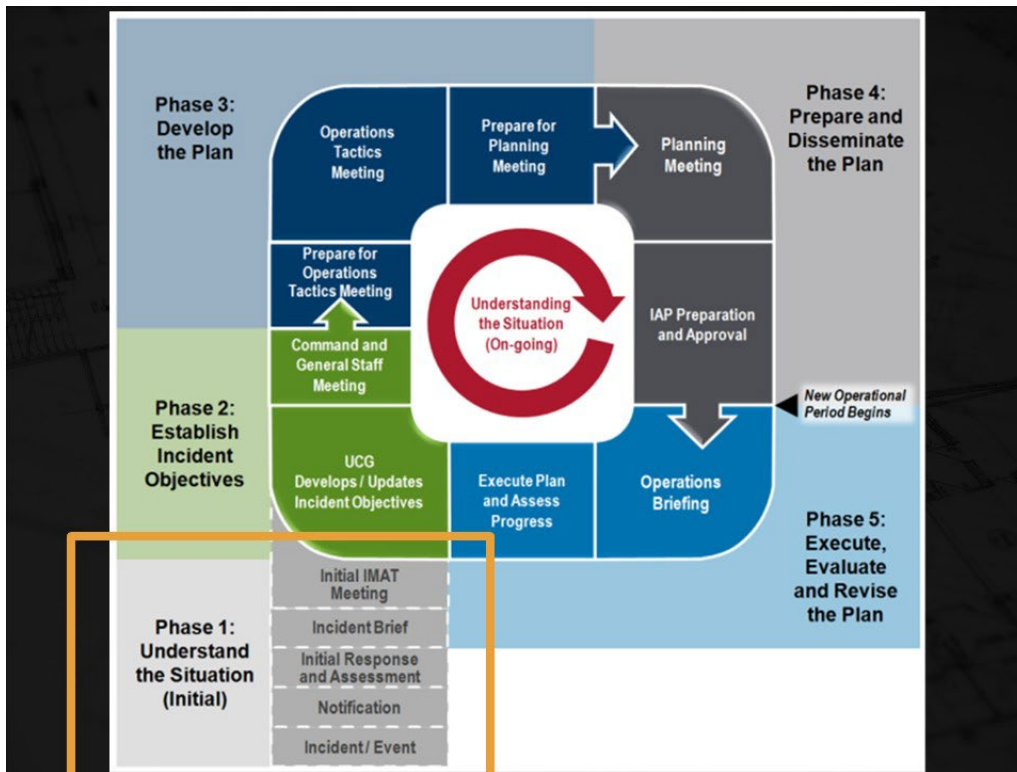 Phase 3:
Develop
the Plan
Operations
Tactics
Meeting
Prepare for
Planning
Meeting
Planning
Meeting
Phase 4:
Prepare and
Disseminate
the Plan
Prepare for
Operations
Tactics Meeting
Understanding
the Situation
(On-going)
IAP Preparation
and Approval
Phase 2:
Establish
Incident
Objectives
Command and
General Staff
Meeting
New Operational
Period Begins
UCG
Develops / Updates
Incident Objectives
Execute Plan
and Assess
Progress
Operations
Briefing
Phase 5:
Execute,
Evaluate
and Revise
the Plan
Phase 1:
Understand
the Situation
(Initial)
Initial IMAT
Meeting
Incident Brief
Initial Response
and Assessment
Notification
Incident / Event